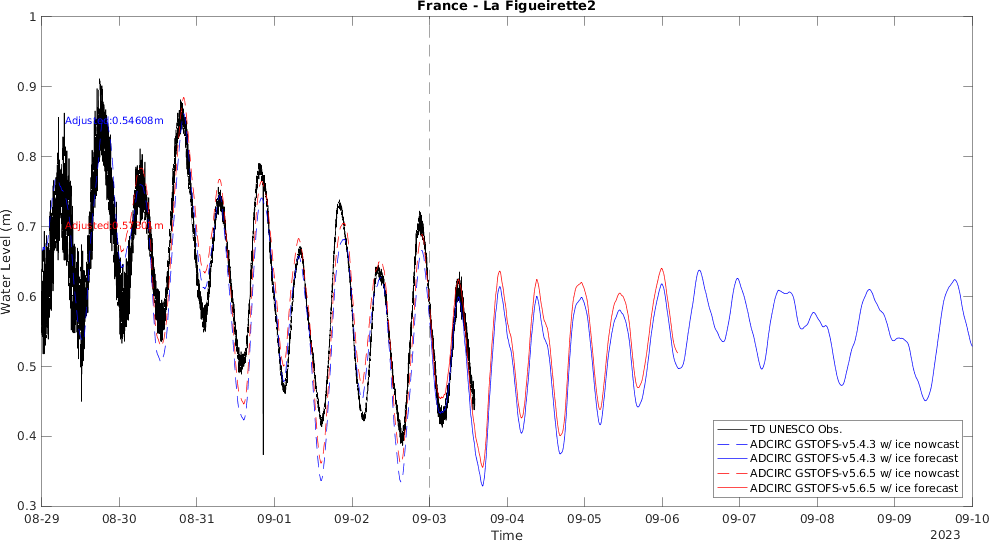 France - La Figueirette2
1
0.9
0.8
0.7
0.6
0.5
0.4
0.3
Water Level (m)
Adjusted:0.54608m
08-29
08-30
08-31
09-01
09-02
09-03
09-04
09-05
09-06
09-07
09-08
09-09
09-10
Time
2023
TD UNESCO Obs.
ADCIRC GSTOFS-v5.4.3 w/ ice nowcast
ADCIRC GSTOFS-v5.4.3 w/ ice forecast
ADCIRC GSTOFS-v5.6.5 w/ ice nowcast
ADCIRC GSTOFS-v5.6.5 w/ ice forecast